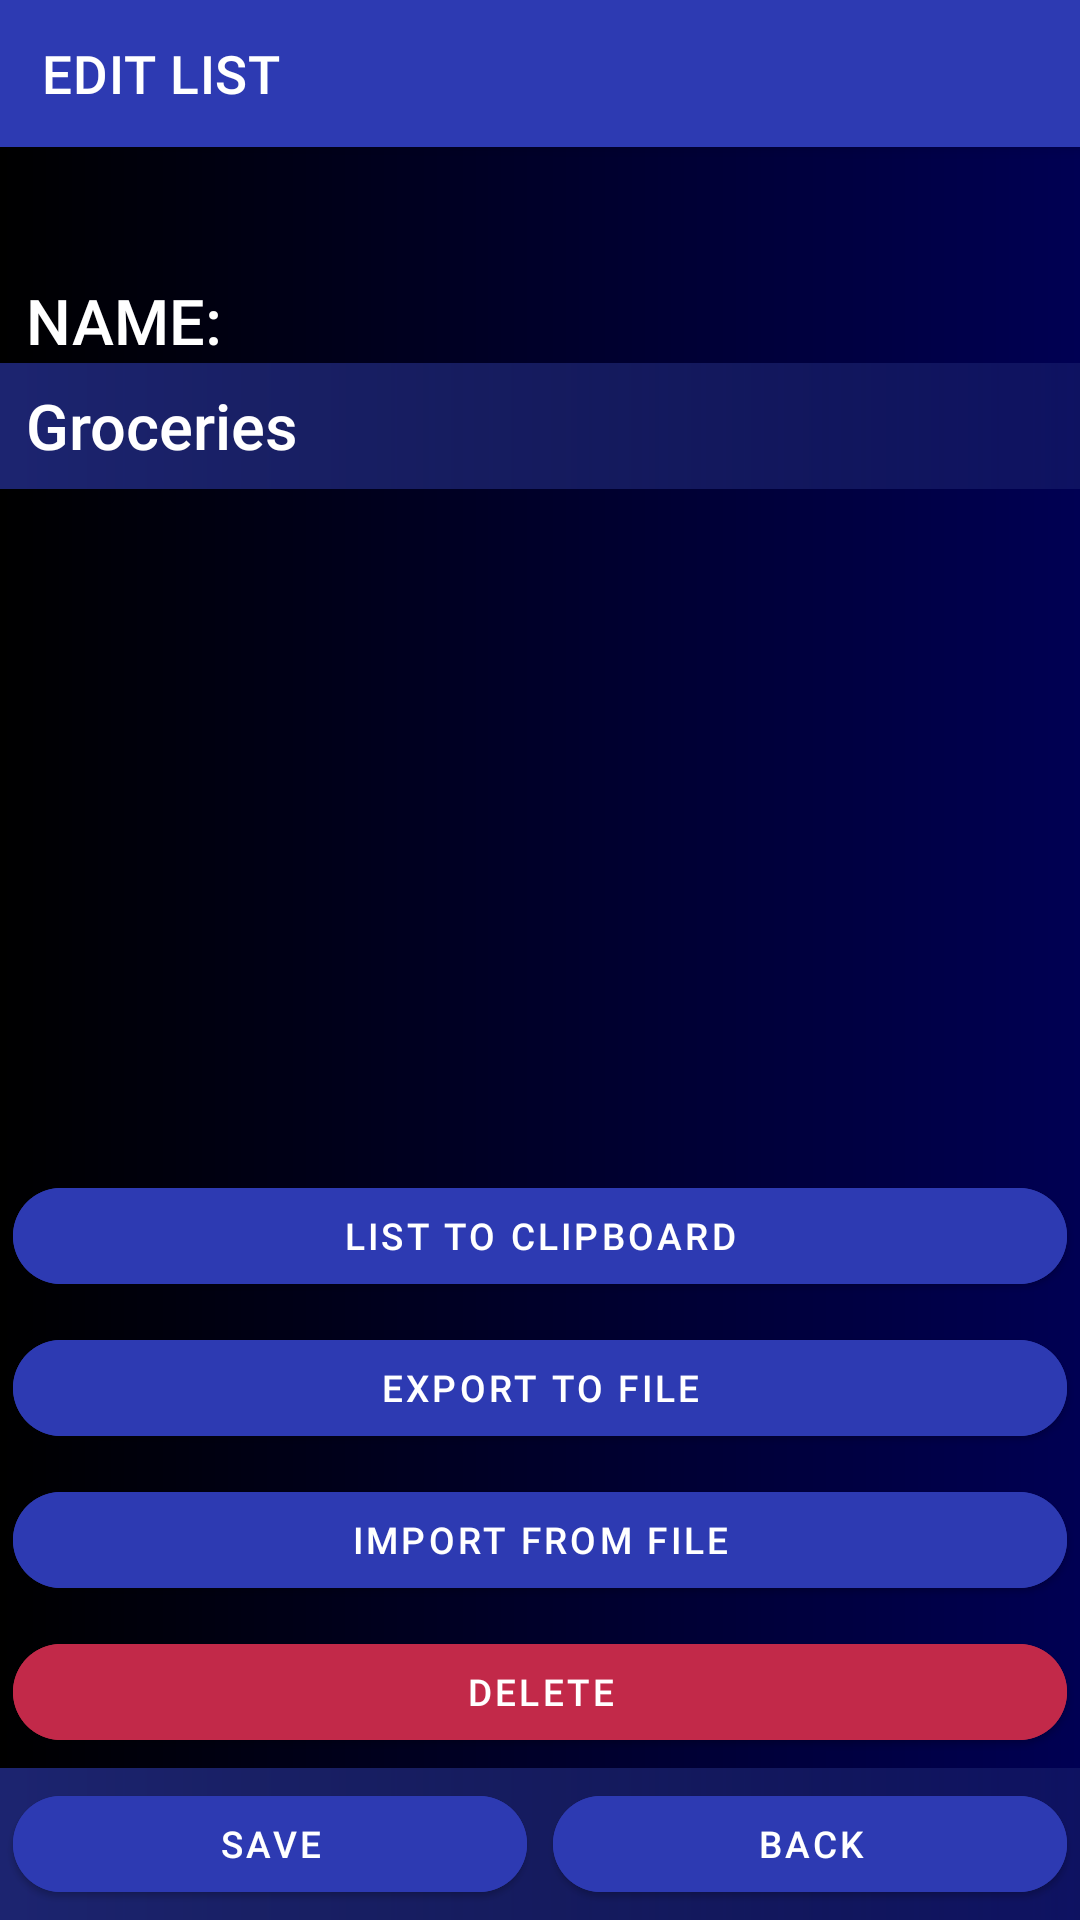 EDIT LIST
NAME:
Groceries
LIST TO CLIPBOARD
EXPORT TO FILE
IMPORT FROM FILE
DELETE
SAVE
BACK